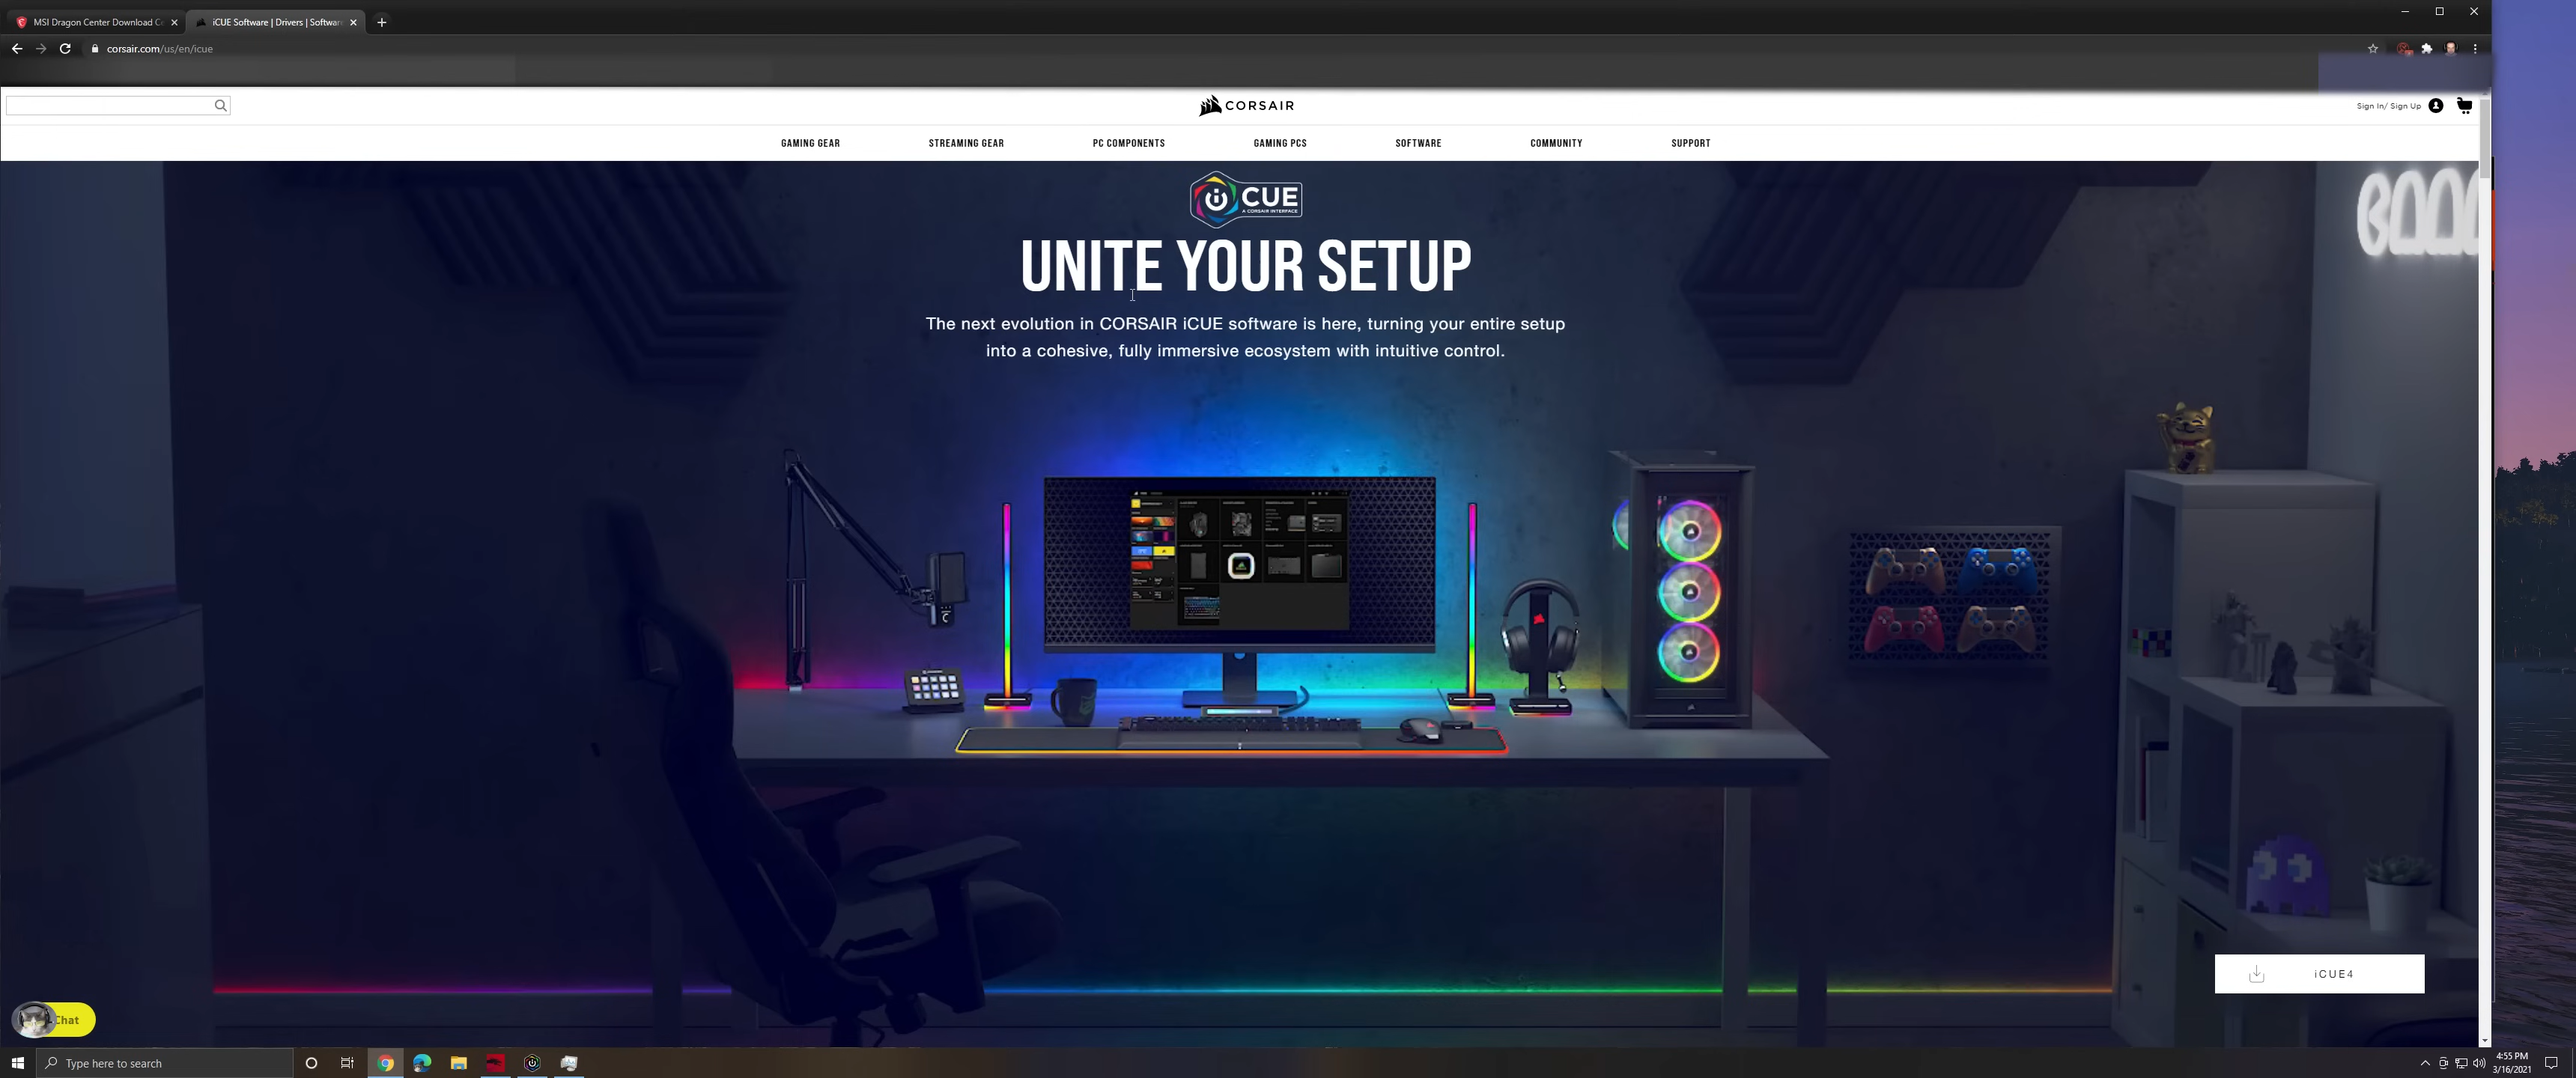 MSI Dragon Center Download C
iCUE Software | Drivers | Software
corsair.com/us/en/icue
CORSAIR
Sign In/ Sign Up
GAMING GEAR
STREAMING GEAR
PC COMPONENTS
GAMING PCS
SOFTWARE
COMMUNITY
SUPPORT
iCUE
A CORSAIR INTERFACE
UNITE YOUR SETUP
The next evolution in CORSAIR iCUE software is here, turning your entire setup
into a cohesive, fully immersive ecosystem with intuitive control.
iCUE4
Chat
Type here to search
4:55 PM
3/16/2021